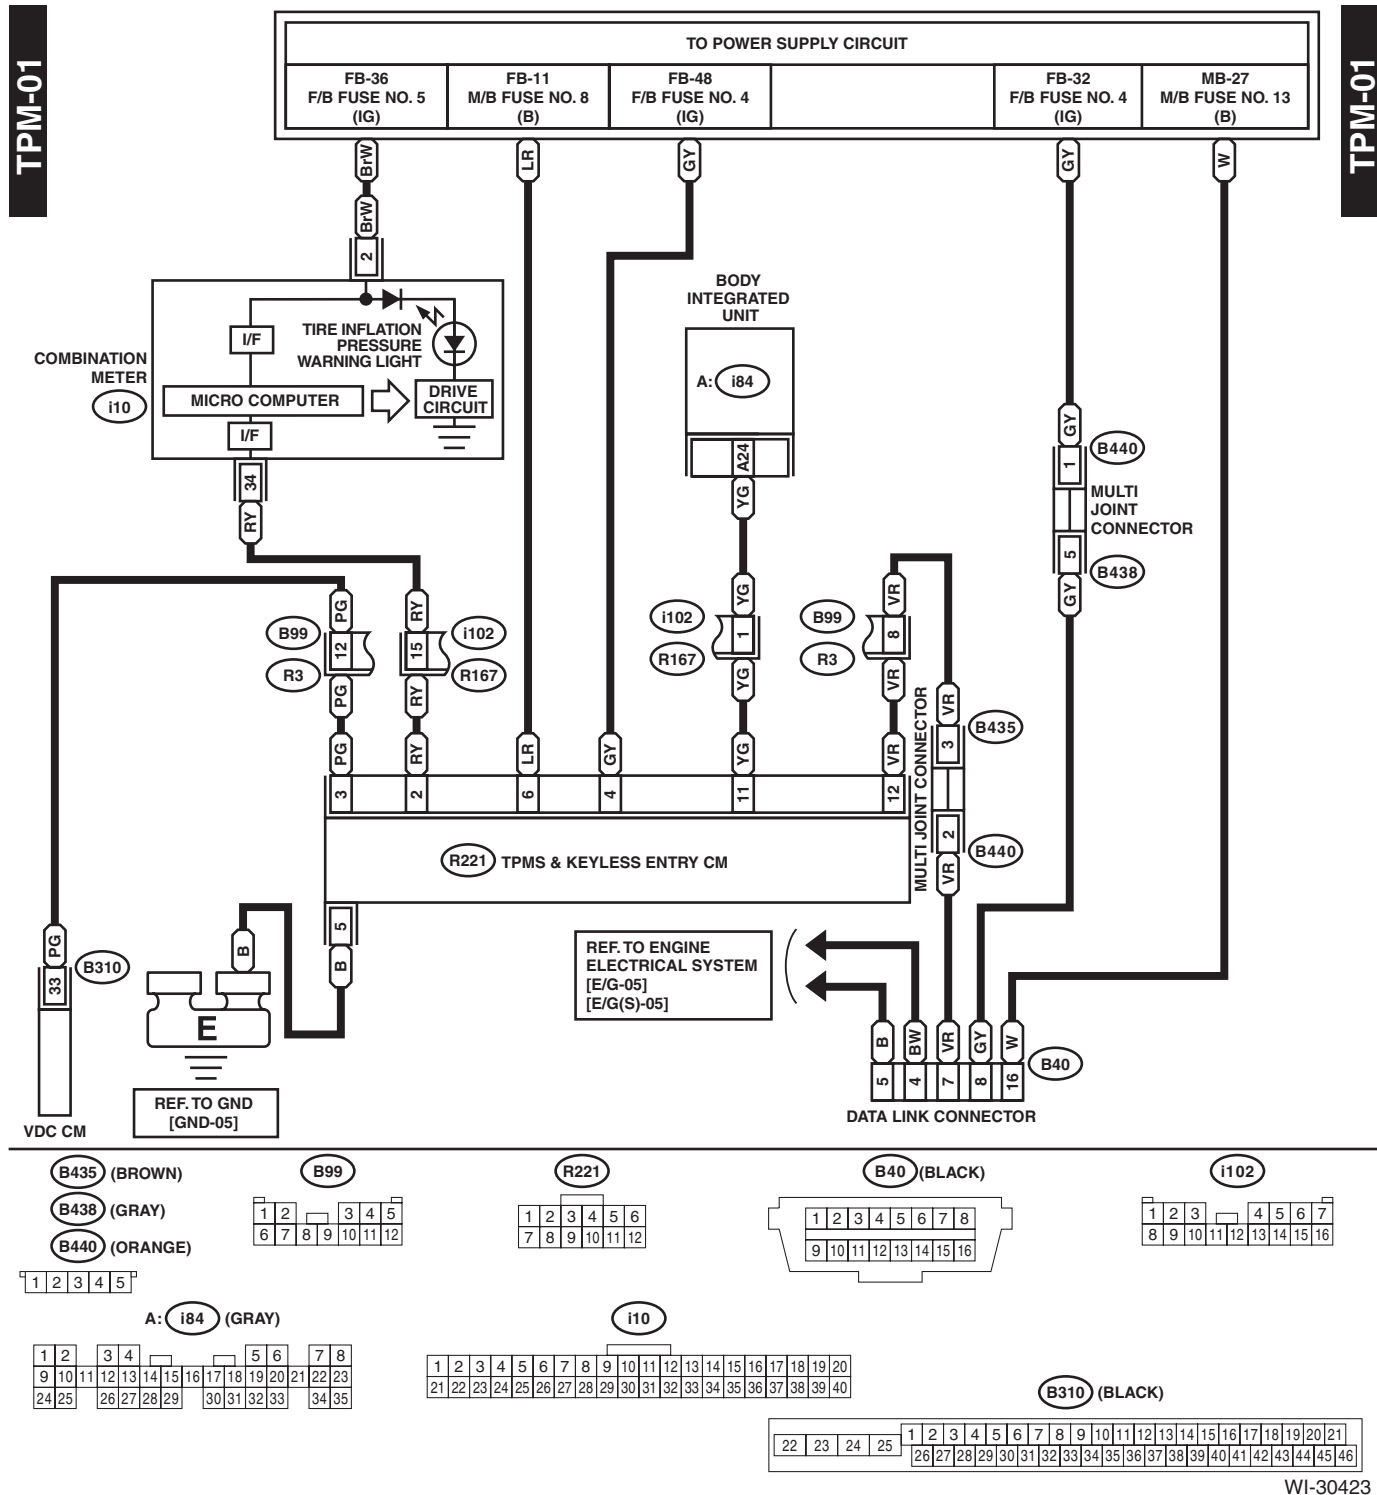 TPM-01
TPM-01
TO POWER SUPPLY CIRCUIT
FB-36
F/B FUSE NO. 5
(IG)
FB-11
M/B FUSE NO. 8
(B)
FB-48
F/B FUSE NO. 4
(IG)
FB-32
F/B FUSE NO. 4
(IG)
MB-27
M/B FUSE NO. 13
(B)
BrW
LR
GY
GY
W
BrW
2
BODY
INTEGRATED
UNIT
A: i84
A24
YG
I/F
TIRE INFLATION
PRESSURE
WARNING LIGHT
COMBINATION
METER
i10
MICRO COMPUTER
DRIVE
CIRCUIT
I/F
34
RY
GY
1
B440
MULTI
JOINT
CONNECTOR
5
B438
GY
PG
RY
YG
VR
B99
12
15
i102
R3
R167
i102
1
B99
8
R167
R3
PG
RY
YG
VR
VR
3
B435
MULTI JOINT CONNECTOR
2
B440
VR
PG
RY
LR
GY
YG
VR
3
2
6
4
11
12
R221 TPMS & KEYLESS ENTRY CM
5
B
B
PG
33
B310
VDC CM
E
REF. TO GND
[GND-05]
REF. TO ENGINE
ELECTRICAL SYSTEM
[E/G-05]
[E/G(S)-05]
B
BW
VR
GY
W
5
4
7
8
16
B40
DATA LINK CONNECTOR
B435 (BROWN)
B438 (GRAY)
B440 (ORANGE)
1 2 3 4 5
B99
1 2 3 4 5
6 7 8 9 10 11 12
R221
1 2 3 4 5 6
7 8 9 10 11 12
B40 (BLACK)
1 2 3 4 5 6 7 8
9 10 11 12 13 14 15 16
i102
1 2 3 4 5 6 7
8 9 10 11 12 13 14 15 16
A: i84 (GRAY)
1 2 3 4 5 6 7 8
9 10 11 12 13 14 15 16 17 18 19 20 21 22 23
24 25 26 27 28 29 30 31 32 33 34 35
i10
1 2 3 4 5 6 7 8 9 10 11 12 13 14 15 16 17 18 19 20
21 22 23 24 25 26 27 28 29 30 31 32 33 34 35 36 37 38 39 40
B310 (BLACK)
1 2 3 4 5 6 7 8 9 10 11 12 13 14 15 16 17 18 19 20 21
22 23 24 25
26 27 28 29 30 31 32 33 34 35 36 37 38 39 40 41 42 43 44 45 46
WI-30423